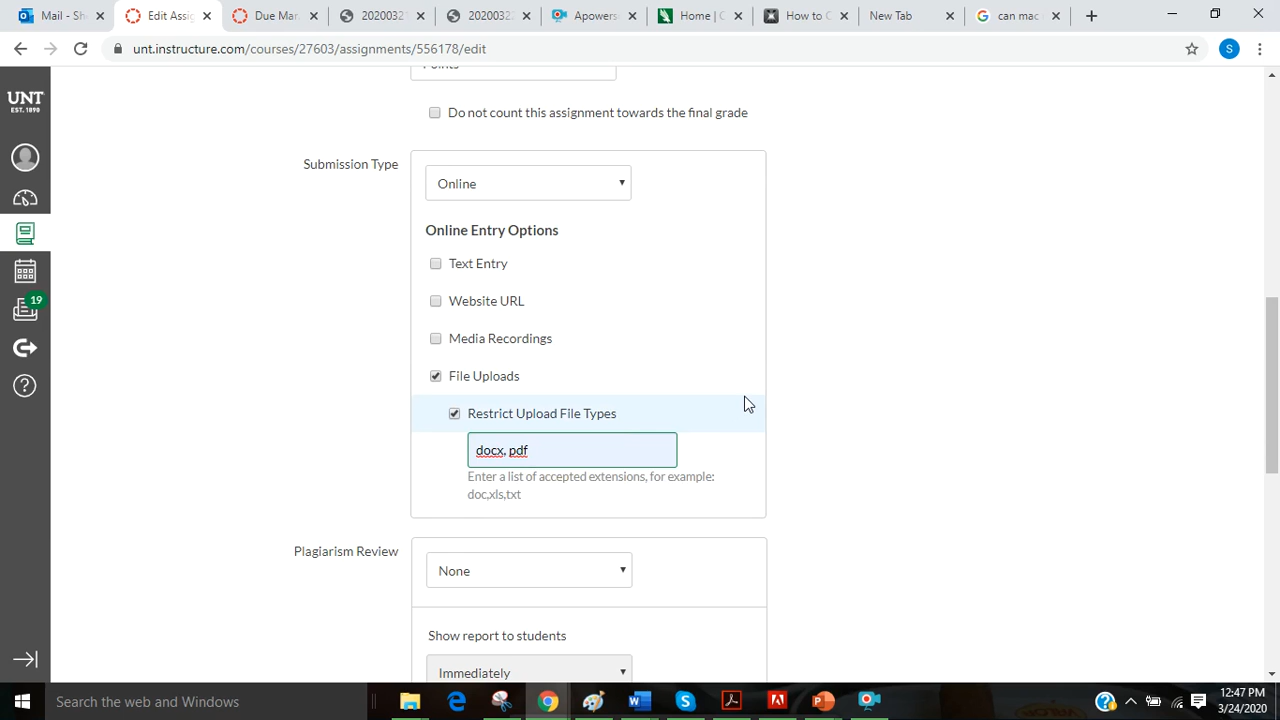 Mail - She
Edit Assig
Due Man
2020032
2020032
Apowers
Home | C
How to C
New Tab
can mac
unt.instructure.com/courses/27603/assignments/556178/edit
S
UNT
EST. 1890
19
Points
Do not count this assignment towards the final grade
Submission Type
Online
Online Entry Options
Text Entry
Website URL
Media Recordings
File Uploads
Restrict Upload File Types
docx, pdf
Enter a list of accepted extensions, for example:
doc,xls,txt
Plagiarism Review
None
Show report to students
Immediately
Search the web and Windows
12:47 PM
3/24/2020